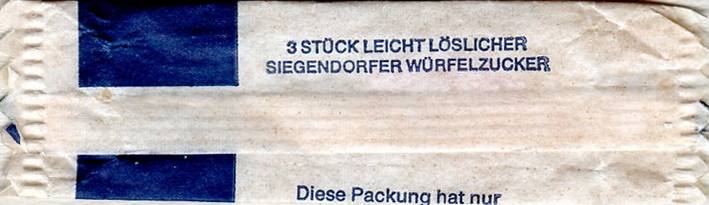 3 STÜCK LEICHT LÖSLICHER
SIEGENDORFER WÜRFELZUCKER
Diese Packung hat nur